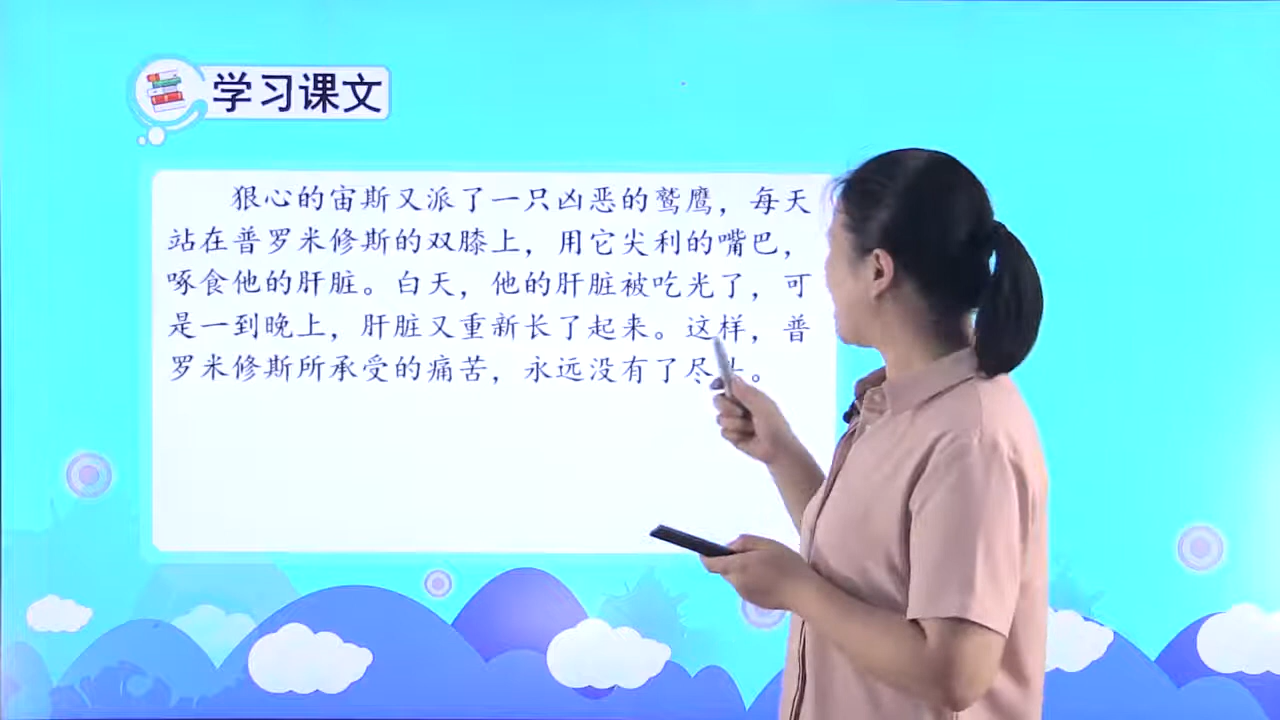 学习课文
狠心的宙斯又派了一只凶恶的鹫鹰，每天
站在普罗米修斯的双膝上，用它尖利的嘴巴，
啄食他的肝脏。白天，他的肝脏被吃光了，可
是一到晚上，肝脏又重新长了起来。这样，普
罗米修斯所承受的痛苦，永远没有了尽头。